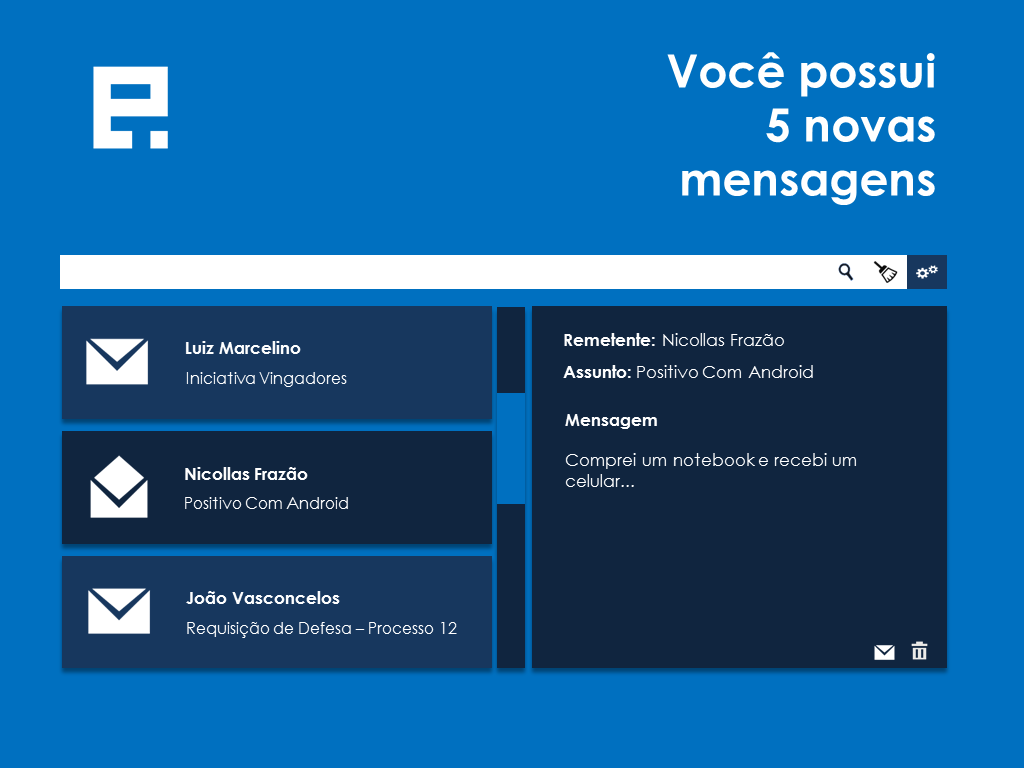 e.
Você possui
5 novas
mensagens
Luiz Marcelino
Iniciativa Vingadores
Nicollas Frazão
Positivo Com Android
João Vasconcelos
Requisição de Defesa – Processo 12
Remetente: Nicollas Frazão
Assunto: Positivo Com Android
Mensagem
Comprei um notebook e recebi um
celular...